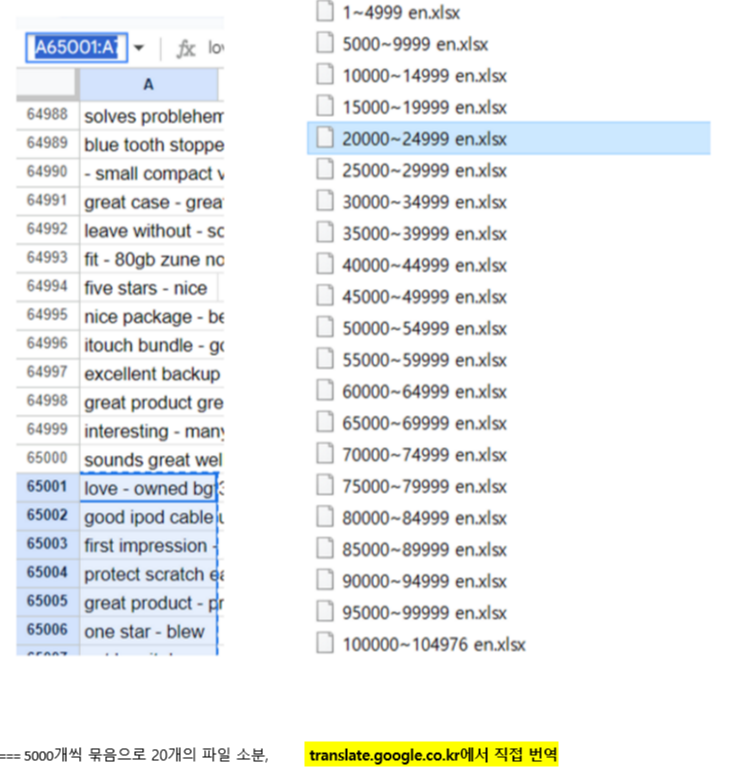 A65001:A
fx
A
64988 solves problehem
64989 blue tooth stoppe
64990 - small compact v
64991 great case - grea
64992 leave without - so
64993 fit - 80gb zune no
64994 five stars - nice
64995 nice package - be
64996 itouch bundle - go
64997 excellent backup
64998 great product gre
64999 interesting - many
65000 sounds great wel
65001 love - owned bg
65002 good ipod cable
65003 first impression -
65004 protect scratch ea
65005 great product - pr
65006 one star - blew
1~4999 en.xlsx
5000~9999 en.xlsx
10000~14999 en.xlsx
15000~19999 en.xlsx
20000~24999 en.xlsx
25000~29999 en.xlsx
30000~34999 en.xlsx
35000~39999 en.xlsx
40000~44999 en.xlsx
45000~49999 en.xlsx
50000~54999 en.xlsx
55000~59999 en.xlsx
60000~64999 en.xlsx
65000~69999 en.xlsx
70000~74999 en.xlsx
75000~79999 en.xlsx
80000~84999 en.xlsx
85000~89999 en.xlsx
90000~94999 en.xlsx
95000~99999 en.xlsx
100000~104976 en.xlsx
=== 5000개씩 묶음으로 20개의 파일 소분, translate.google.co.kr에서 직접 번역